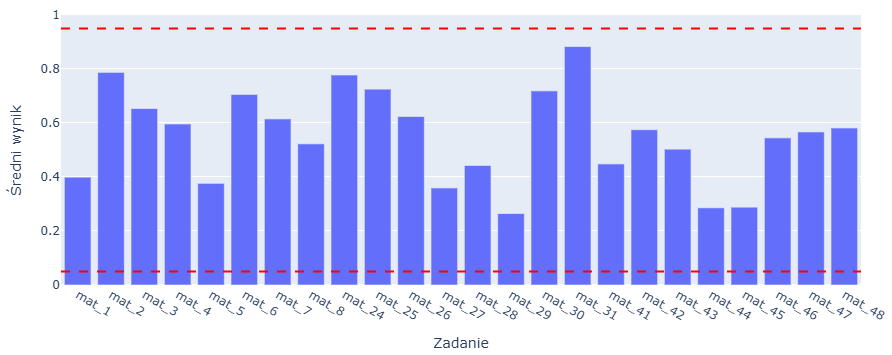 1
0.8
0.6
0.4
0.2
0
Średni wynik
mat_1
mat_2
mat_3
mat_4
mat_5
mat_6
mat_7
mat_8
mat_24
mat_25
mat_26
mat_27
mat_28
mat_29
mat_30
mat_31
mat_41
mat_42
mat_43
mat_44
mat_45
mat_46
mat_47
mat_48
Zadanie